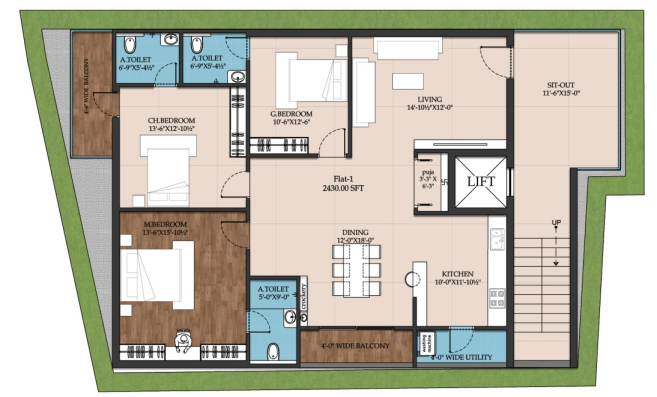 A.TOILET
6'-9"X5'-4½"
A.TOILET
6'-9"X5'-4½"
4'-6" WIDE BALCONY
CH.BEDROOM
13'-6"X12'-10½"
G.BEDROOM
10'-6"X12'-6"
LIVING
14'-10½"X12'-0"
SIT-OUT
11'-6"X15'-0"
Flat-1
2430.00 SFT
puja
3'-3" X
6'-3"
LIFT
M.BEDROOM
13'-6"X15'-10½"
DINING
12'-0"X18'-0"
UP
KITCHEN
10'-0"X11'-10½"
A.TOILET
5'-0"X9'-0"
crockery
4'-0" WIDE BALCONY
washing
machine
4'-0" WIDE UTILITY